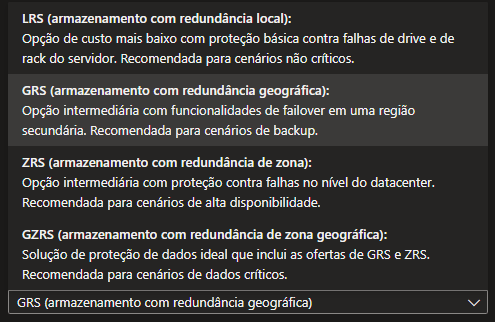 LRS (armazenamento com redundância local):
Opção de custo mais baixo com proteção básica contra falhas de drive e de
rack do servidor. Recomendada para cenários não críticos.
GRS (armazenamento com redundância geográfica):
Opção intermediária com funcionalidades de failover em uma região
secundária. Recomendada para cenários de backup.
ZRS (armazenamento com redundância de zona):
Opção intermediária com proteção contra falhas no nível do datacenter.
Recomendada para cenários de alta disponibilidade.
GZRS (armazenamento com redundância de zona geográfica):
Solução de proteção de dados ideal que inclui as ofertas de GRS e ZRS.
Recomendada para cenários de dados críticos.
GRS (armazenamento com redundância geográfica)